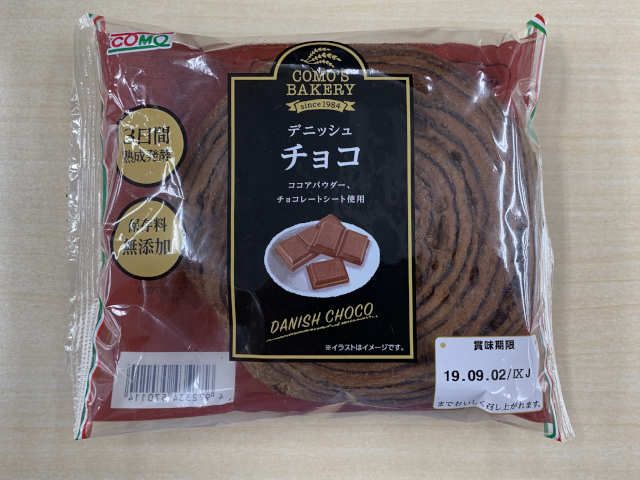 COMO
COMO'S
BAKERY
since 1984
デニッシュ
チョコ
ココアパウダー、
チョコレートシート使用
3日間
熟成発酵
保存料
無添加
DANISH CHOCO
※イラストはイメージです。
賞味期限
19.09.02/IXJ
までおいしく召し上がれます。